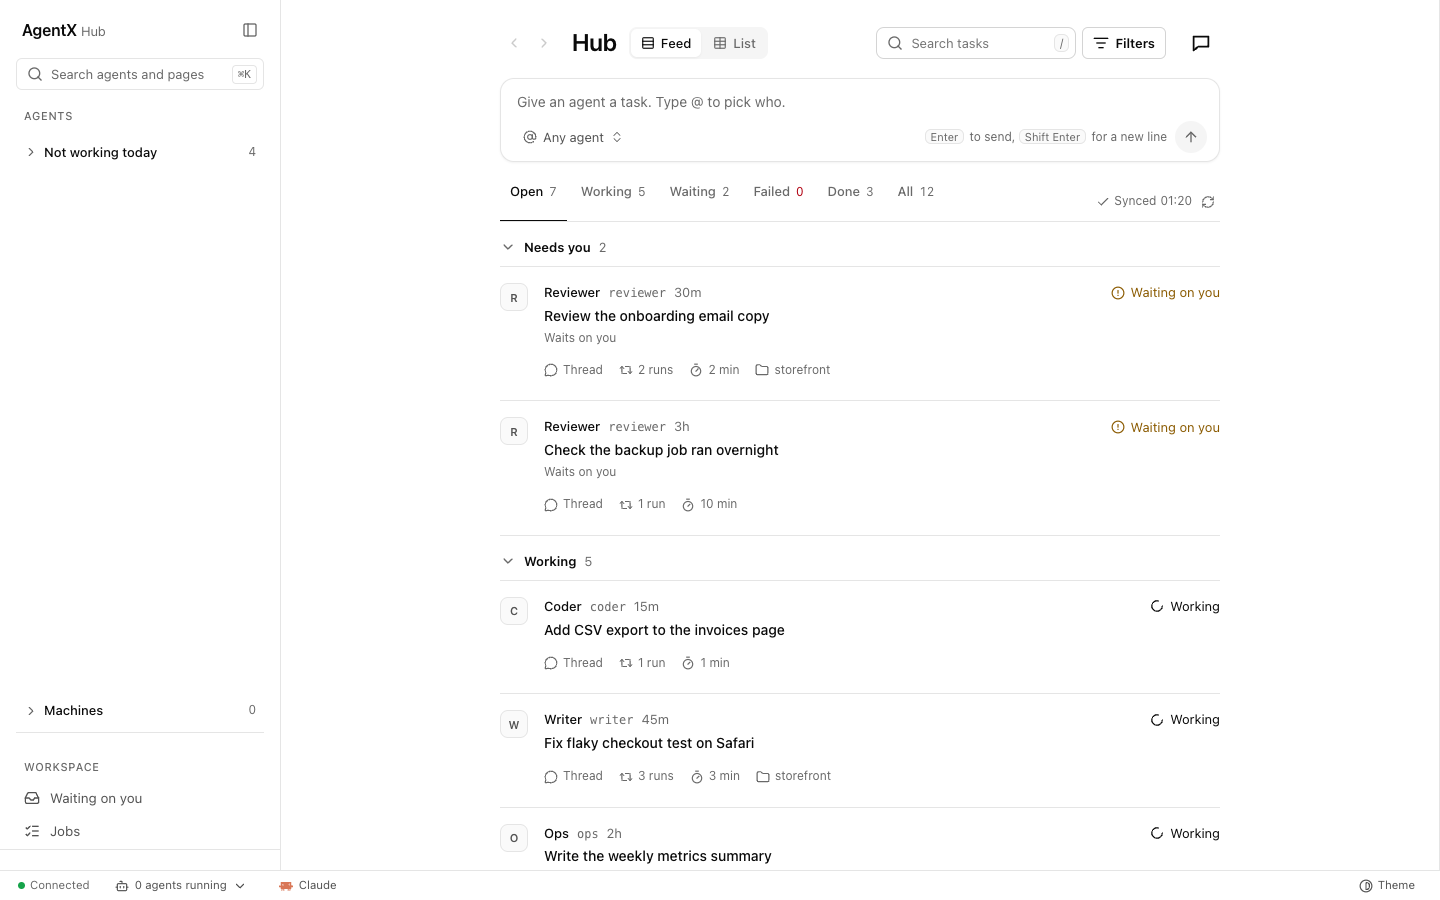 AgentX Hub
Search agents and pages ⌘K
AGENTS
Not working today 4
Machines 0
WORKSPACE
Waiting on you
Jobs
Hub Feed List
Search tasks /
Filters
Give an agent a task. Type @ to pick who.
Any agent
Enter to send, Shift Enter for a new line
Open 7 Working 5 Waiting 2 Failed 0 Done 3 All 12
Synced 01:20
Needs you 2
R Reviewer reviewer 30m Waiting on you
Review the onboarding email copy
Waits on you
Thread 2 runs 2 min storefront
R Reviewer reviewer 3h Waiting on you
Check the backup job ran overnight
Waits on you
Thread 1 run 10 min
Working 5
C Coder coder 15m Working
Add CSV export to the invoices page
Thread 1 run 1 min
W Writer writer 45m Working
Fix flaky checkout test on Safari
Thread 3 runs 3 min storefront
O Ops ops 2h Working
Write the weekly metrics summary
Connected 0 agents running Claude Theme